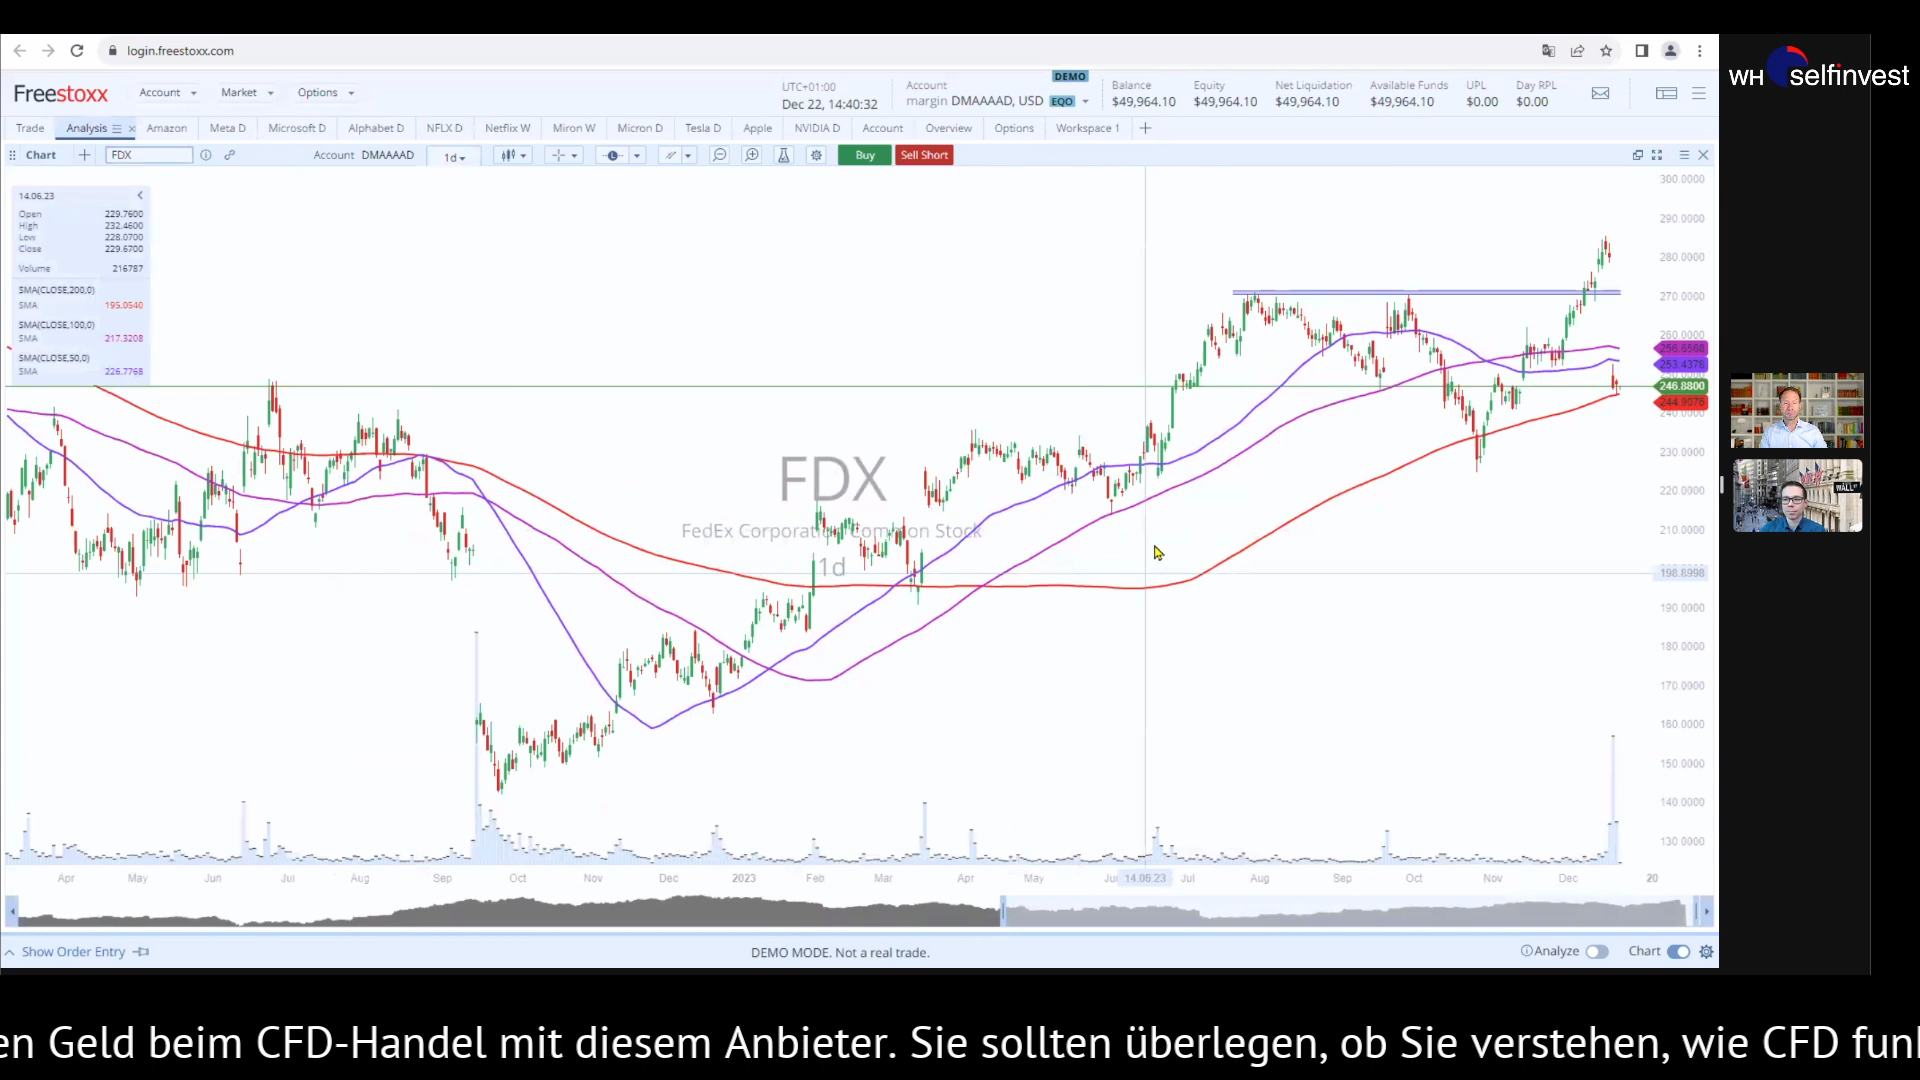 login.freestoxx.com
WH selfinvest
Freestoxx
Account
Market
Options
UTC+01:00
Dec 22, 14:40:32
Account
DEMO
margin DMAAAAD, USD EQO
Balance
$49,964.10
Equity
$49,964.10
Net Liquidation
$49,964.10
Available Funds
$49,964.10
UPL
$0.00
Day RPL
$0.00
Trade Analysis Amazon Meta D Microsoft D Alphabet D NFLX D Netflix W Miron W Micron D Tesla D Apple NVIDIA D Account Overview Options Workspace 1
Chart FDX Account DMAAAAD 1d Buy Sell Short
14.06.23
Open 229.7600
High 232.4600
Low 228.0700
Close 229.6700
Volume 216787
SMA(CLOSE,200,0)
SMA 195.0540
SMA(CLOSE,100,0)
SMA 217.3208
SMA(CLOSE,50,0)
SMA 226.7768
FDX
FedEx Corporation Common Stock
1d
300.0000
290.0000
280.0000
270.0000
260.0000
256.6568
253.4378
246.8800
244.9076
240.0000
230.0000
220.0000
210.0000
198.8998
190.0000
180.0000
170.0000
160.0000
150.0000
140.0000
130.0000
WALL
Apr May Jun Jul Aug Sep Oct Nov Dec 2023 Feb Mar Apr May 14.06.23 Jul Aug Sep Oct Nov Dec 20
Show Order Entry
DEMO MODE. Not a real trade.
Analyze
Chart
en Geld beim CFD-Handel mit diesem Anbieter. Sie sollten überlegen, ob Sie verstehen, wie CFD funk